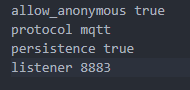 allow_anonymous true
protocol mqtt
persistence true
listener 8883